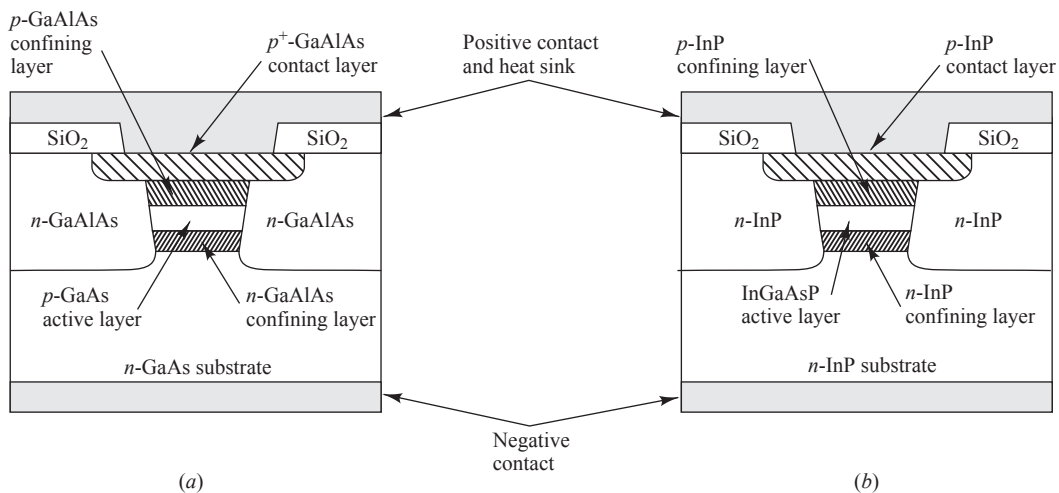 p-GaAlAs
confining
layer
p⁺-GaAlAs
contact layer
Positive contact
and heat sink
p-InP
confining layer
p-InP
contact layer
SiO₂
SiO₂
SiO₂
SiO₂
n-GaAlAs
n-GaAlAs
n-InP
n-InP
p-GaAs
active layer
n-GaAlAs
confining layer
InGaAsP
active layer
n-InP
confining layer
n-GaAs substrate
n-InP substrate
Negative
contact
(a)
(b)